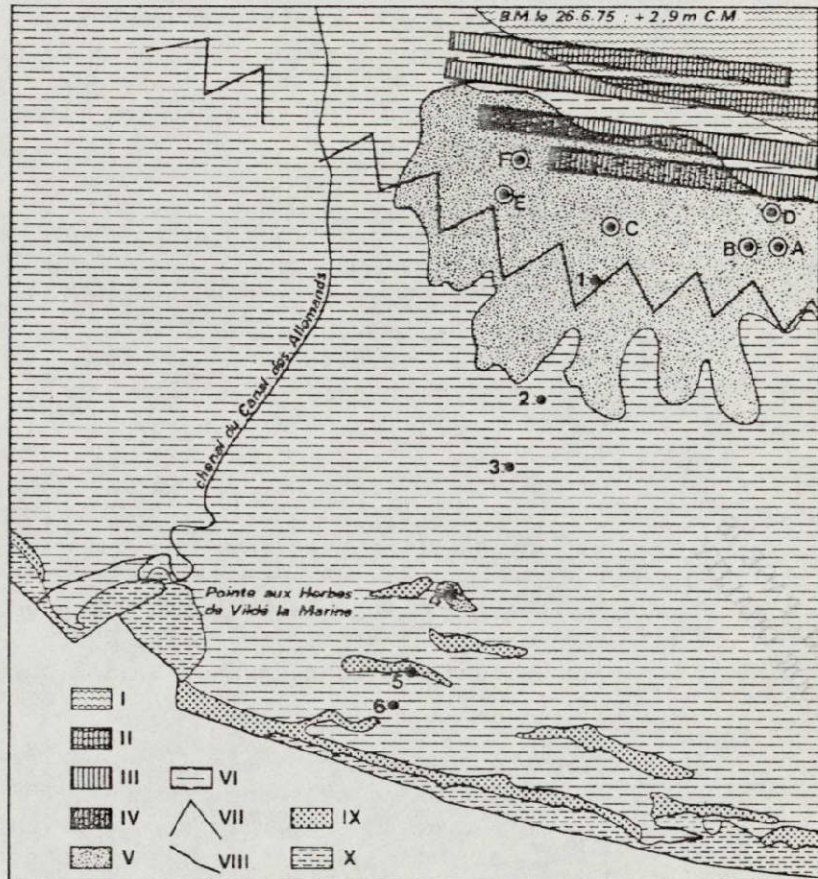 B.M le 26.6.75 : + 2,9 m C.M
F
E
D
C
B
A
1
chenal du Canal des Allemands
2
3
4
Pointe aux Herbes
de Vildé la Marine
5
6
I
II
III
VI
IV
VII
IX
V
VIII
X